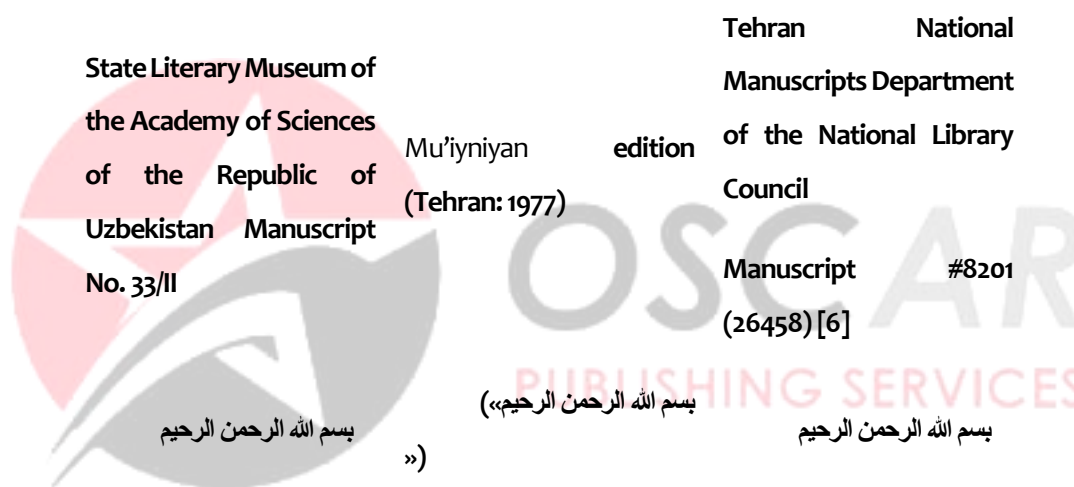 State Literary Museum of
the Academy of Sciences
of the Republic of
Uzbekistan Manuscript
No. 33/II
Mu’iyniyan edition
(Tehran: 1977)
Tehran National
Manuscripts Department
of the National Library
Council
Manuscript #8201
(26458) [6]
OSCAR
PUBLISHING SERVICES
بسم الله الرحمن الرحيم
(«بسم الله الرحمن الرحيم
»)
بسم الله الرحمن الرحيم